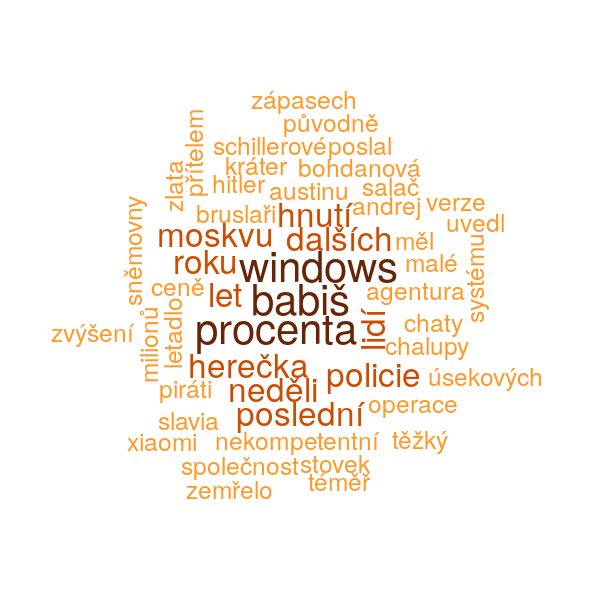 zápasech
původně
schillerové poslal
kráter bohdanová
přítelem
zlata
hitler austinu salač
bruslaři hnutí andrej verze
uvedl
moskvu dalších měl
sněmovny
roku windows malé
systému
ceně let babiš agentura
letadlo
milionů
zvýšení procenta lidí chaty
chalupy
herečka policie úsekových
piráti neděli operace
slavia poslední
xiaomi nekompetentní těžký
společnost stovek
zemřelo téměř